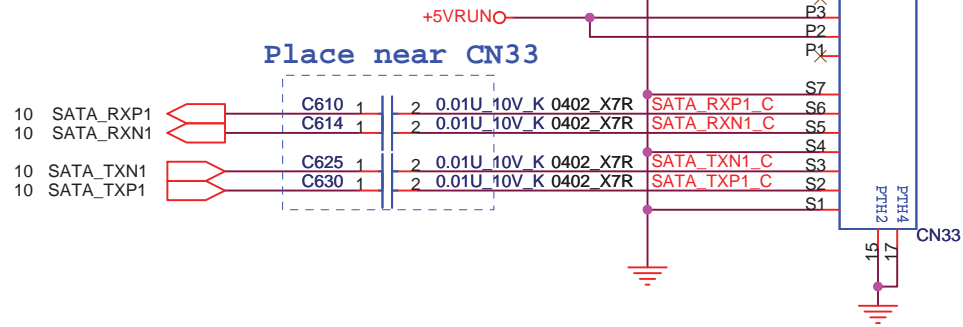 +5VRUN P3
P2
P1
Place near CN33
S7
10 SATA_RXP1 C610 1 2 0.01U_10V_K 0402_X7R SATA_RXP1_C S6
10 SATA_RXN1 C614 1 2 0.01U_10V_K 0402_X7R SATA_RXN1_C S5
S4
10 SATA_TXN1 C625 1 2 0.01U_10V_K 0402_X7R SATA_TXN1_C S3
10 SATA_TXP1 C630 1 2 0.01U_10V_K 0402_X7R SATA_TXP1_C S2
S1
PTH2
PTH4
CN33
15
17